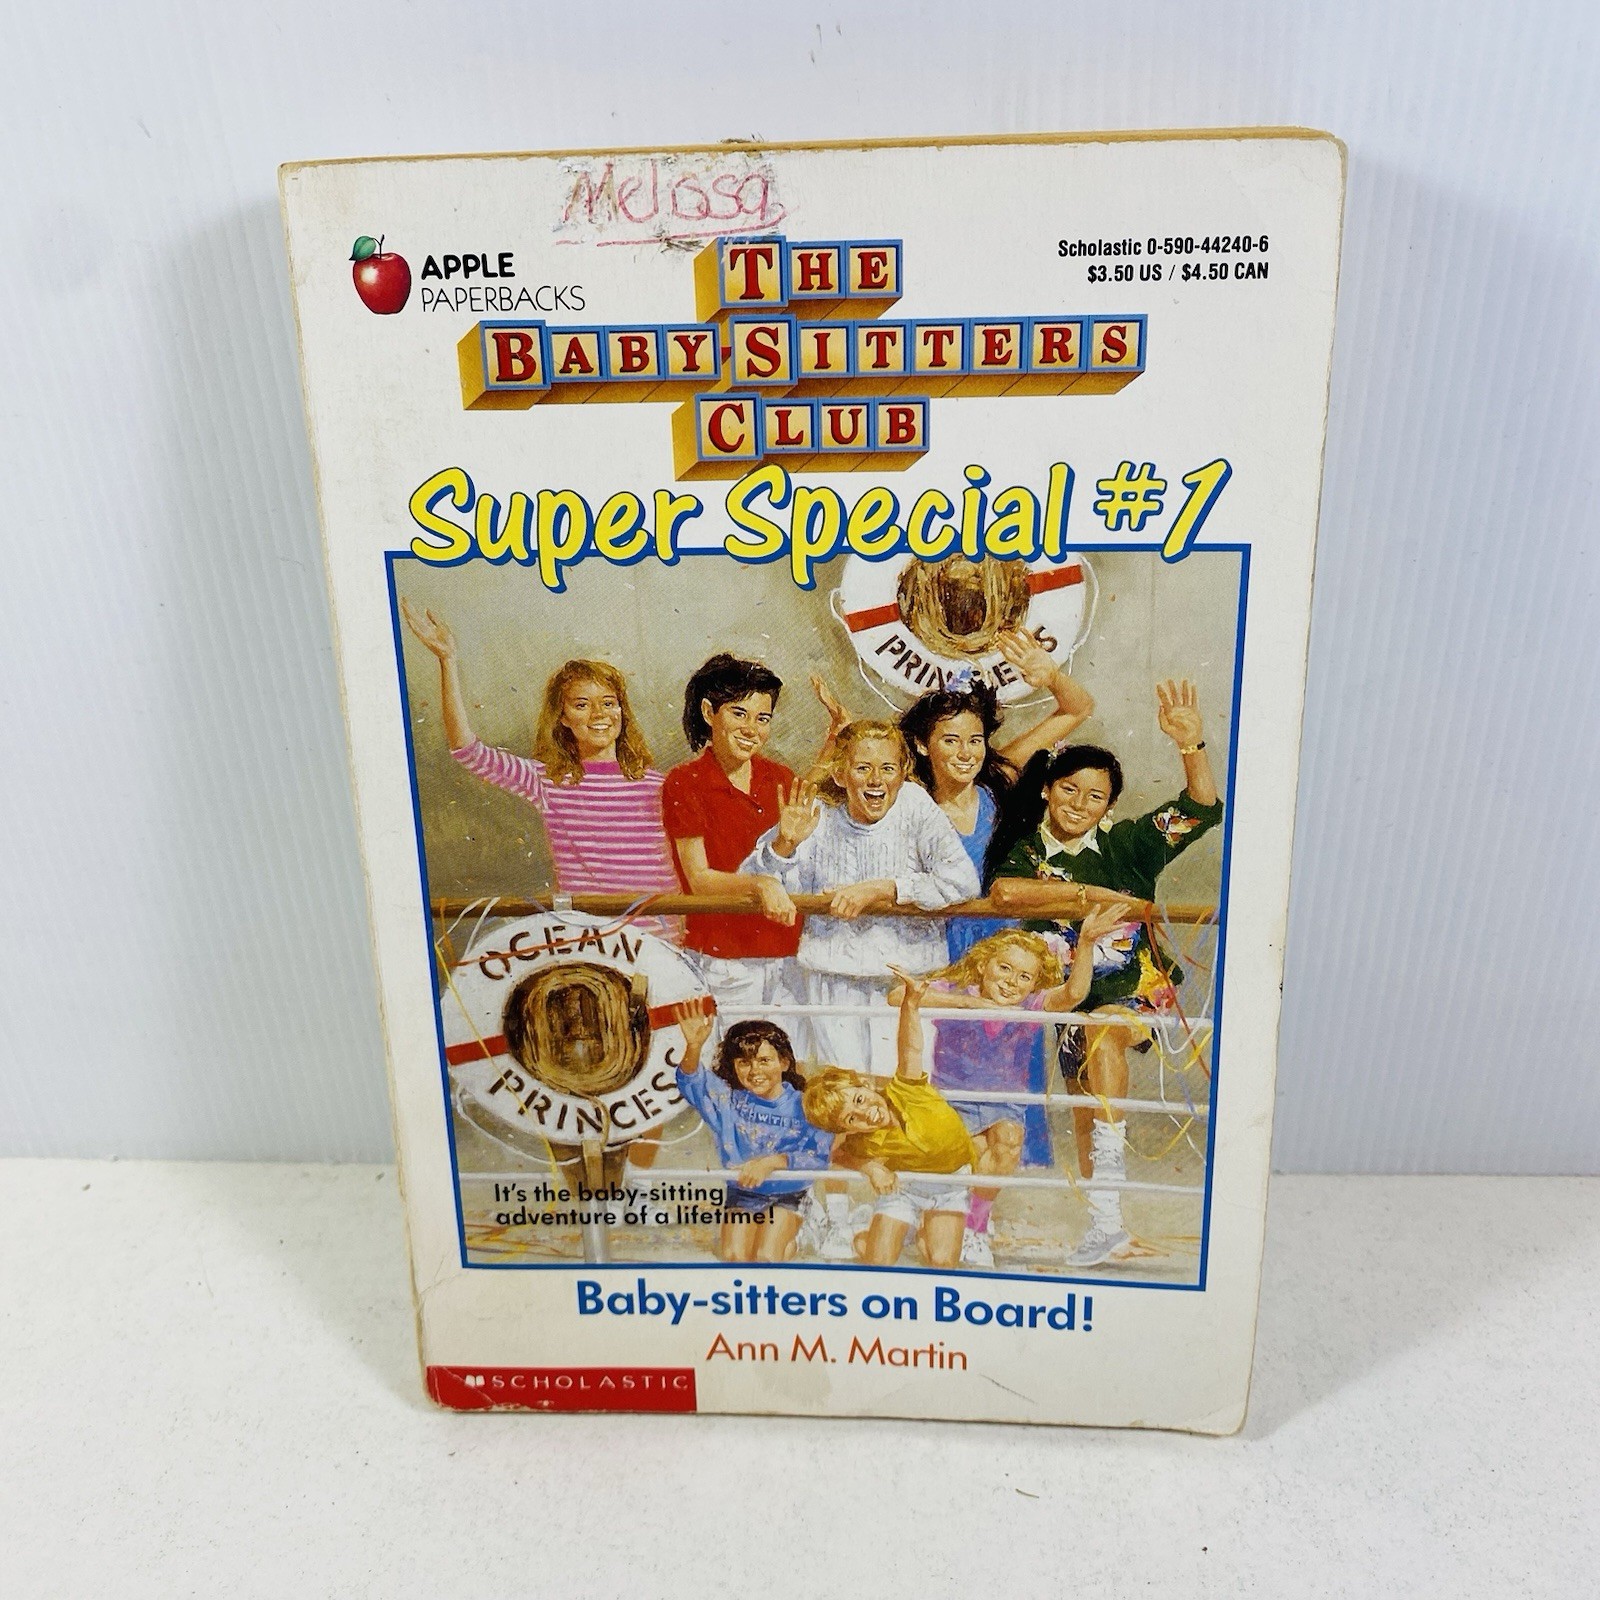 Melissa
APPLE
PAPERBACKS
Scholastic 0-590-44240-6
$3.50 US / $4.50 CAN
THE
BABY-SITTERS
CLUB
Super Special #1
PRINCESS
OCEAN
PRINCESS
It's the baby-sitting
adventure of a lifetime!
Baby-sitters on Board!
Ann M. Martin
SCHOLASTIC